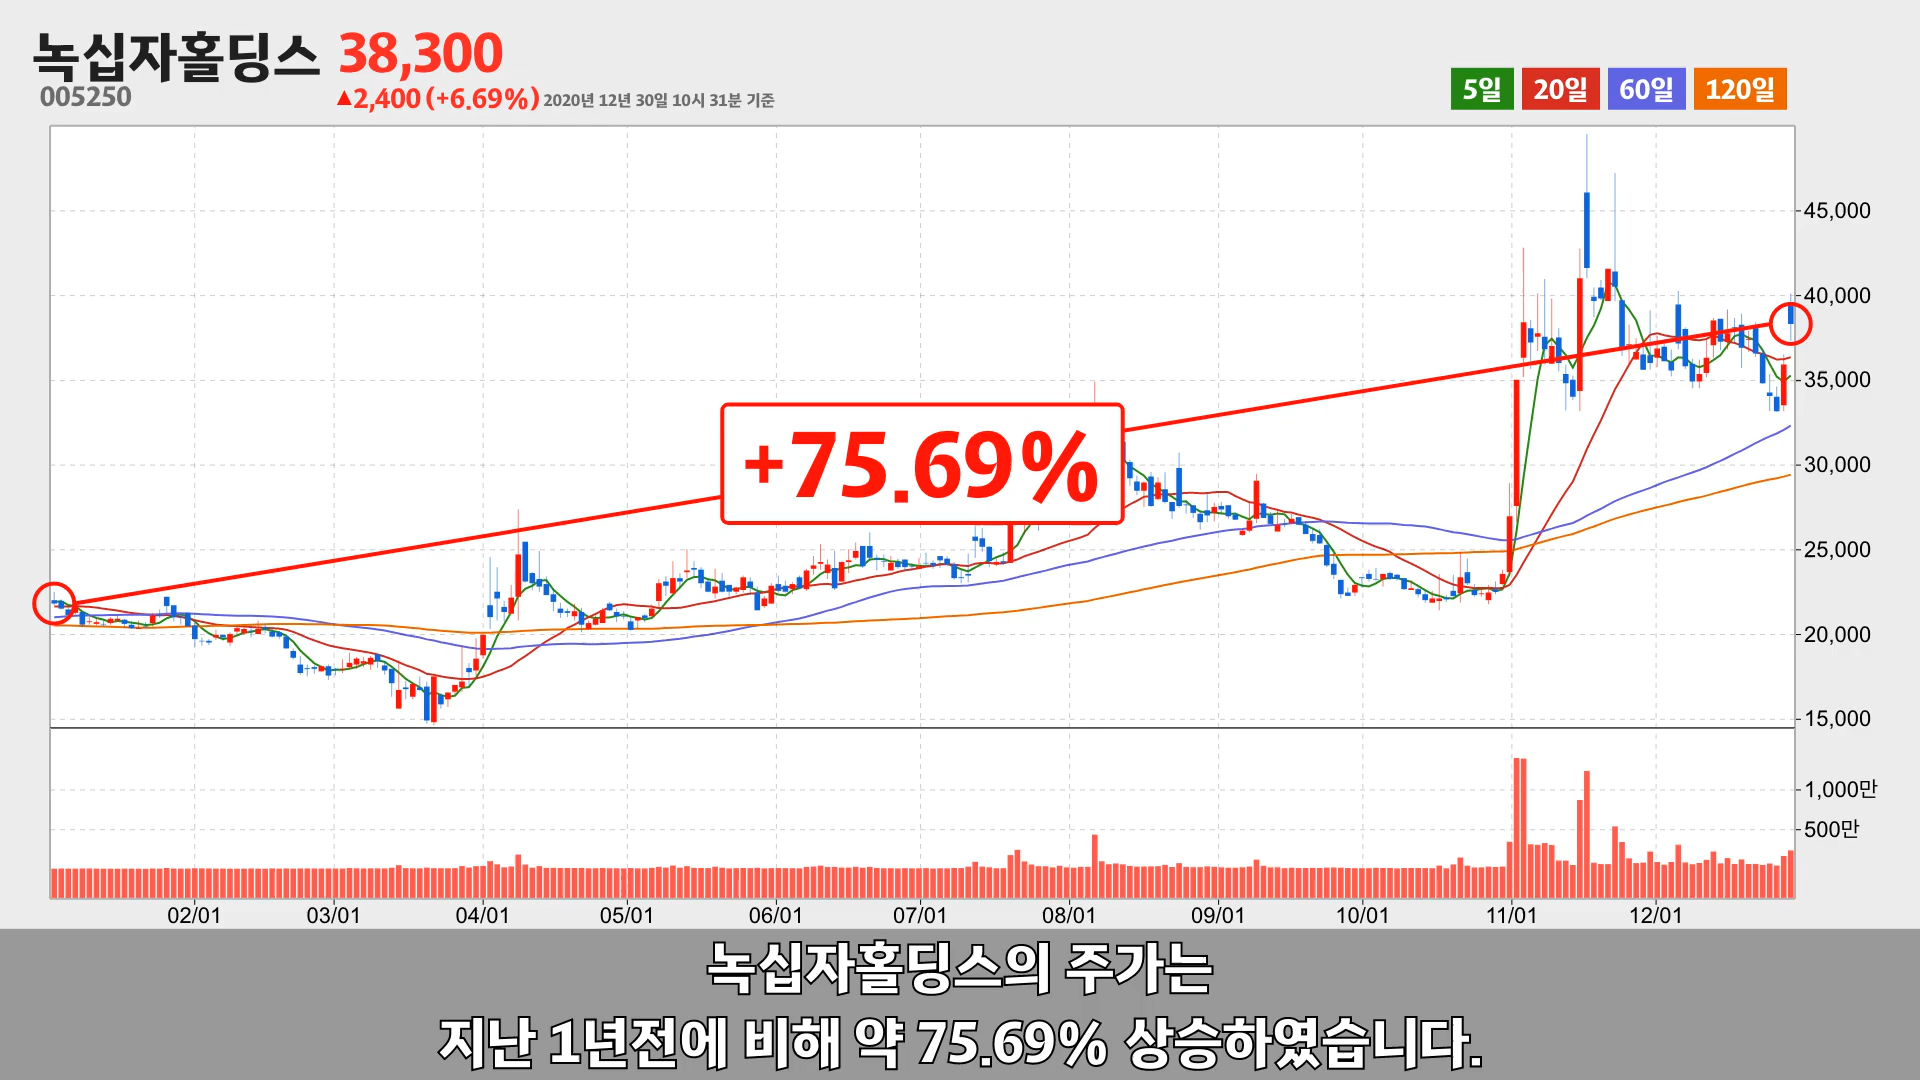 녹십자홀딩스 38,300
005250
▲2,400 (+6.69%) 2020년 12년 30일 10시 31분 기준
5일 20일 60일 120일
45,000
40,000
35,000
+75.69%
30,000
25,000
20,000
15,000
1,000만
500만
02/01 03/01 04/01 05/01 06/01 07/01 08/01 09/01 10/01 11/01 12/01
녹십자홀딩스의 주가는
지난 1년전에 비해 약 75.69% 상승하였습니다.